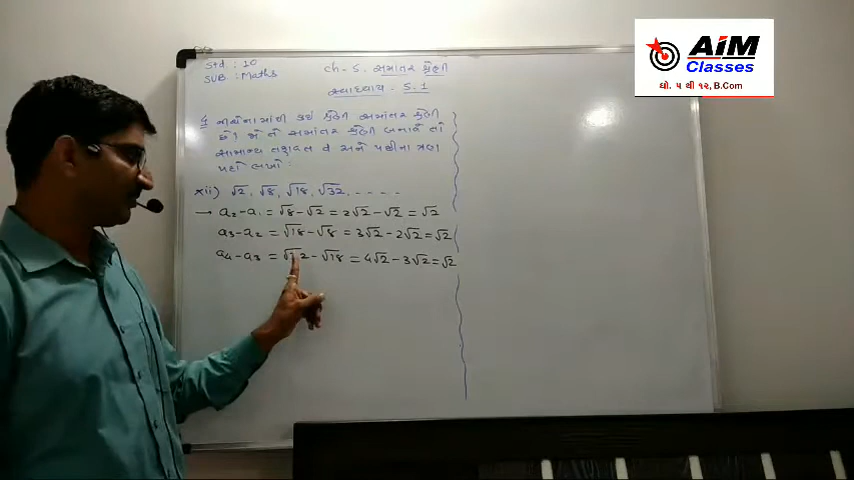 Std : 10
SUB : Maths
ch-5. સમાંતર શ્રેણી
સ્વાધ્યાય. 5.1
4 નીચેનામાંથી કઈ શ્રેણી સમાંતર શ્રેણી
છે? જો તે સમાંતર શ્રેણી બનાવે તો
સામાન્ય તફાવત d અને પછીના ત્રણ
પદો લખો:
xii) √2, √8, √18, √32, . . . . .
→ a₂-a₁ = √8-√2 = 2√2-√2 = √2
a₃-a₂ = √18-√8 = 3√2-2√2 = √2
a₄-a₃ = √32-√18 = 4√2-3√2 = √2
AiM
Classes
ધો. ૫ થી ૧૨, B.Com